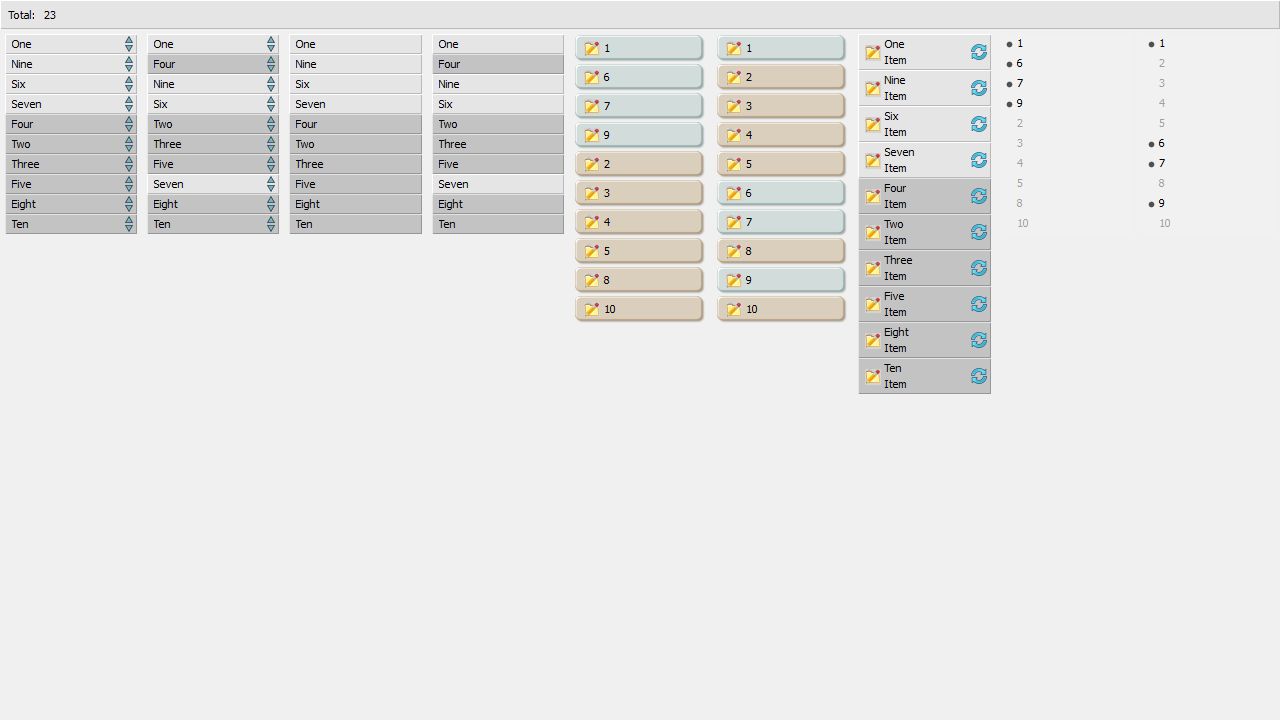 Total: 23
One
Nine
Six
Seven
Four
Two
Three
Five
Eight
Ten
One
Four
Nine
Six
Two
Three
Five
Seven
Eight
Ten
One
Nine
Six
Seven
Four
Two
Three
Five
Eight
Ten
One
Four
Nine
Six
Two
Three
Five
Seven
Eight
Ten
1
6
7
9
2
3
4
5
8
10
1
2
3
4
5
6
7
8
9
10
One
Item
Nine
Item
Six
Item
Seven
Item
Four
Item
Two
Item
Three
Item
Five
Item
Eight
Item
Ten
Item
1
6
7
9
2
3
4
5
8
10
1
2
3
4
5
6
7
8
9
10